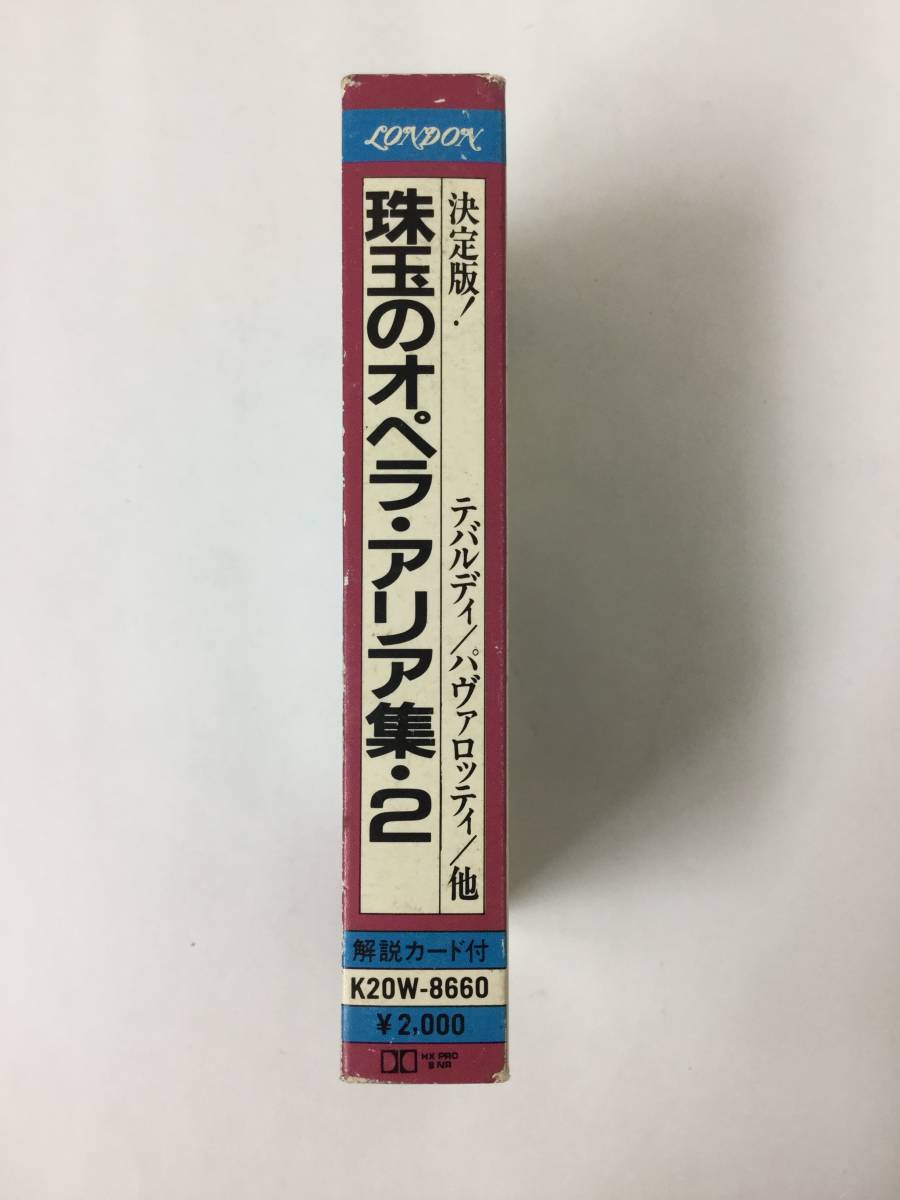 LONDON
決定版！
テバルディ／パヴァロッティ／他
珠玉のオペラ・アリア集・2
解説カード付
K20W-8660
¥2,000
HX PRO
B NR